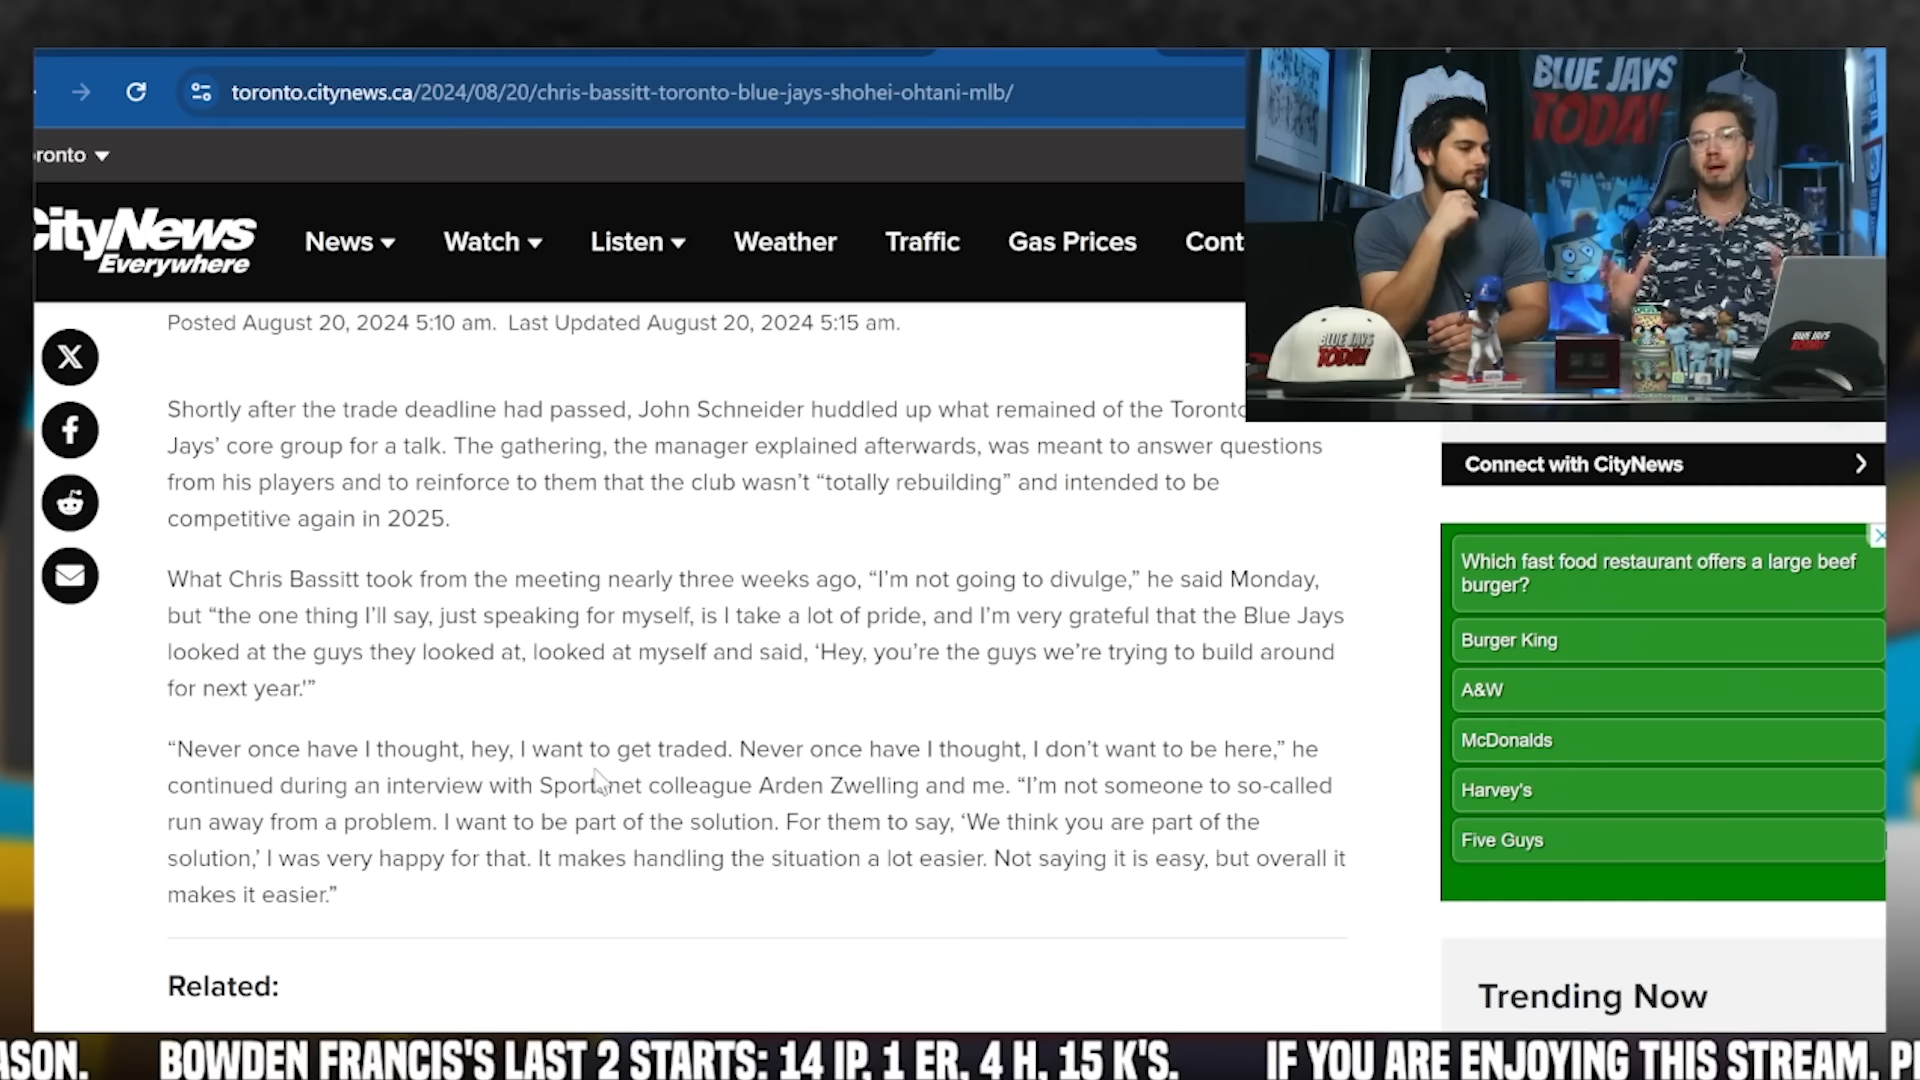 toronto.citynews.ca/2024/08/20/chris-bassitt-toronto-blue-jays-shohei-ohtani-mlb/
ronto
CityNews
Everywhere
News
Watch
Listen
Weather
Traffic
Gas Prices
Cont
BLUE JAYS
TODAY
BLUE JAYS
TODAY
BLUE JAYS
TODAY
Posted August 20, 2024 5:10 am. Last Updated August 20, 2024 5:15 am.
Shortly after the trade deadline had passed, John Schneider huddled up what remained of the Toronto
Jays’ core group for a talk. The gathering, the manager explained afterwards, was meant to answer questions
from his players and to reinforce to them that the club wasn’t “totally rebuilding” and intended to be
competitive again in 2025.
What Chris Bassitt took from the meeting nearly three weeks ago, “I’m not going to divulge,” he said Monday,
but “the one thing I’ll say, just speaking for myself, is I take a lot of pride, and I’m very grateful that the Blue Jays
looked at the guys they looked at, looked at myself and said, ‘Hey, you’re the guys we’re trying to build around
for next year.'”
“Never once have I thought, hey, I want to get traded. Never once have I thought, I don’t want to be here,” he
continued during an interview with Sportsnet colleague Arden Zwelling and me. “I’m not someone to so-called
run away from a problem. I want to be part of the solution. For them to say, ‘We think you are part of the
solution,’ I was very happy for that. It makes handling the situation a lot easier. Not saying it is easy, but overall it
makes it easier.”
Related:
Connect with CityNews
Which fast food restaurant offers a large beef
burger?
Burger King
A&W
McDonalds
Harvey's
Five Guys
Trending Now
ASON. BOWDEN FRANCIS'S LAST 2 STARTS: 14 IP, 1 ER, 4 H, 15 K'S. IF YOU ARE ENJOYING THIS STREAM, PL